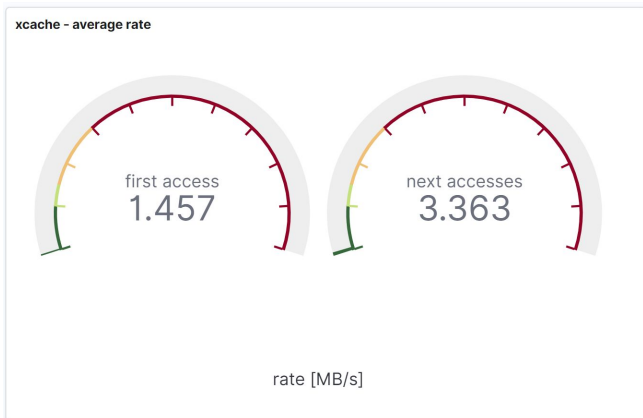 xcache - average rate
first access
1.457
next accesses
3.363
rate [MB/s]